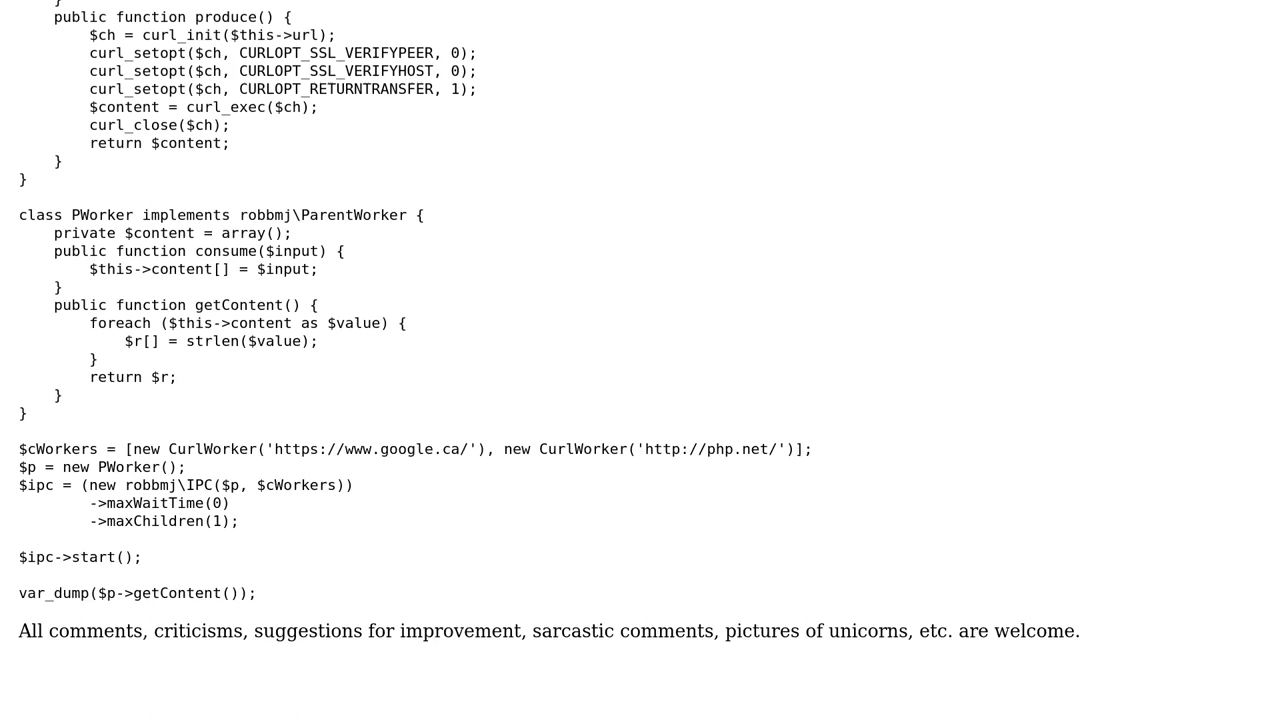 }
    public function produce() {
        $ch = curl_init($this->url);
        curl_setopt($ch, CURLOPT_SSL_VERIFYPEER, 0);
        curl_setopt($ch, CURLOPT_SSL_VERIFYHOST, 0);
        curl_setopt($ch, CURLOPT_RETURNTRANSFER, 1);
        $content = curl_exec($ch);
        curl_close($ch);
        return $content;
    }
}

class PWorker implements robbmj\ParentWorker {
    private $content = array();
    public function consume($input) {
        $this->content[] = $input;
    }
    public function getContent() {
        foreach ($this->content as $value) {
            $r[] = strlen($value);
        }
        return $r;
    }
}

$cWorkers = [new CurlWorker('https://www.google.ca/'), new CurlWorker('http://php.net/')];
$p = new PWorker();
$ipc = (new robbmj\IPC($p, $cWorkers))
        ->maxWaitTime(0)
        ->maxChildren(1);

$ipc->start();

var_dump($p->getContent());

All comments, criticisms, suggestions for improvement, sarcastic comments, pictures of unicorns, etc. are welcome.